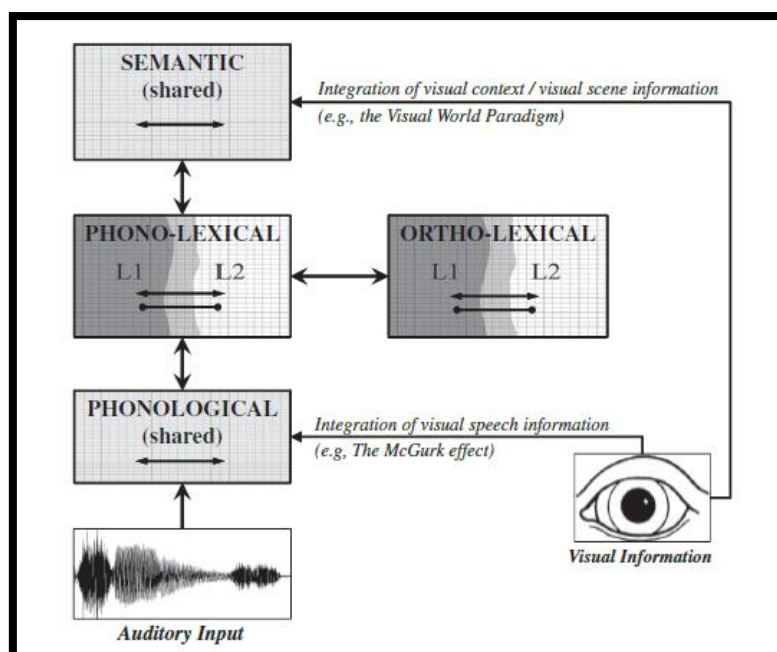 SEMANTIC
(shared)
Integration of visual context / visual scene information
(e.g., the Visual World Paradigm)
PHONO-LEXICAL
L1 L2
ORTHO-LEXICAL
L1 L2
PHONOLOGICAL
(shared)
Integration of visual speech information
(e.g, The McGurk effect)
Visual Information
Auditory Input